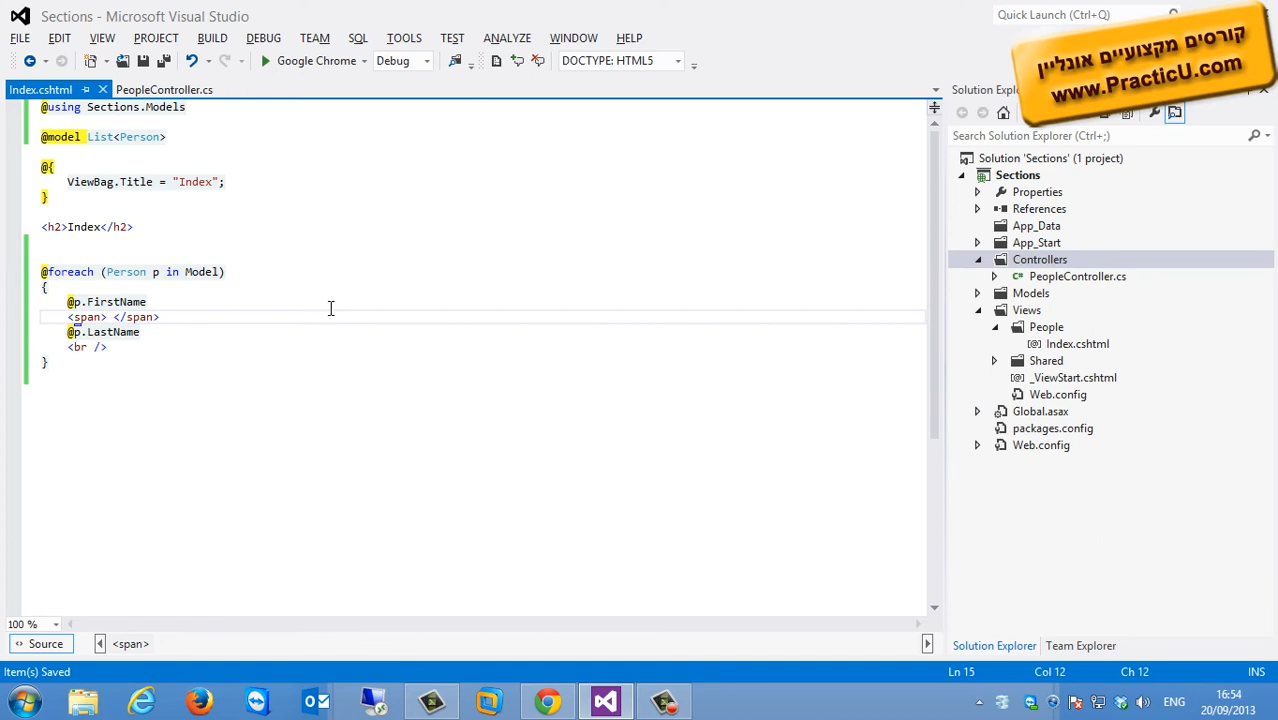 Sections - Microsoft Visual Studio
Quick Launch (Ctrl+Q)
קורסים מקצועיים אונליין
www.PracticU.com
FILE EDIT VIEW PROJECT BUILD DEBUG TEAM SQL TOOLS TEST ANALYZE WINDOW HELP
Google Chrome Debug DOCTYPE: HTML5
Index.cshtml PeopleController.cs
@using Sections.Models
@model List<Person>
@{
ViewBag.Title = "Index";
}
<h2>Index</h2>
@foreach (Person p in Model)
{
@p.FirstName
<span> </span>
@p.LastName
<br />
}
100 %
Source <span>
Search Solution Explorer (Ctrl+;)
Solution 'Sections' (1 project)
Sections
Properties
References
App_Data
App_Start
Controllers
PeopleController.cs
Models
Views
People
Index.cshtml
Shared
_ViewStart.cshtml
Web.config
Global.asax
packages.config
Web.config
Solution Explorer Team Explorer
Item(s) Saved Ln 15 Col 12 Ch 12 INS
ENG
16:54
20/09/2013